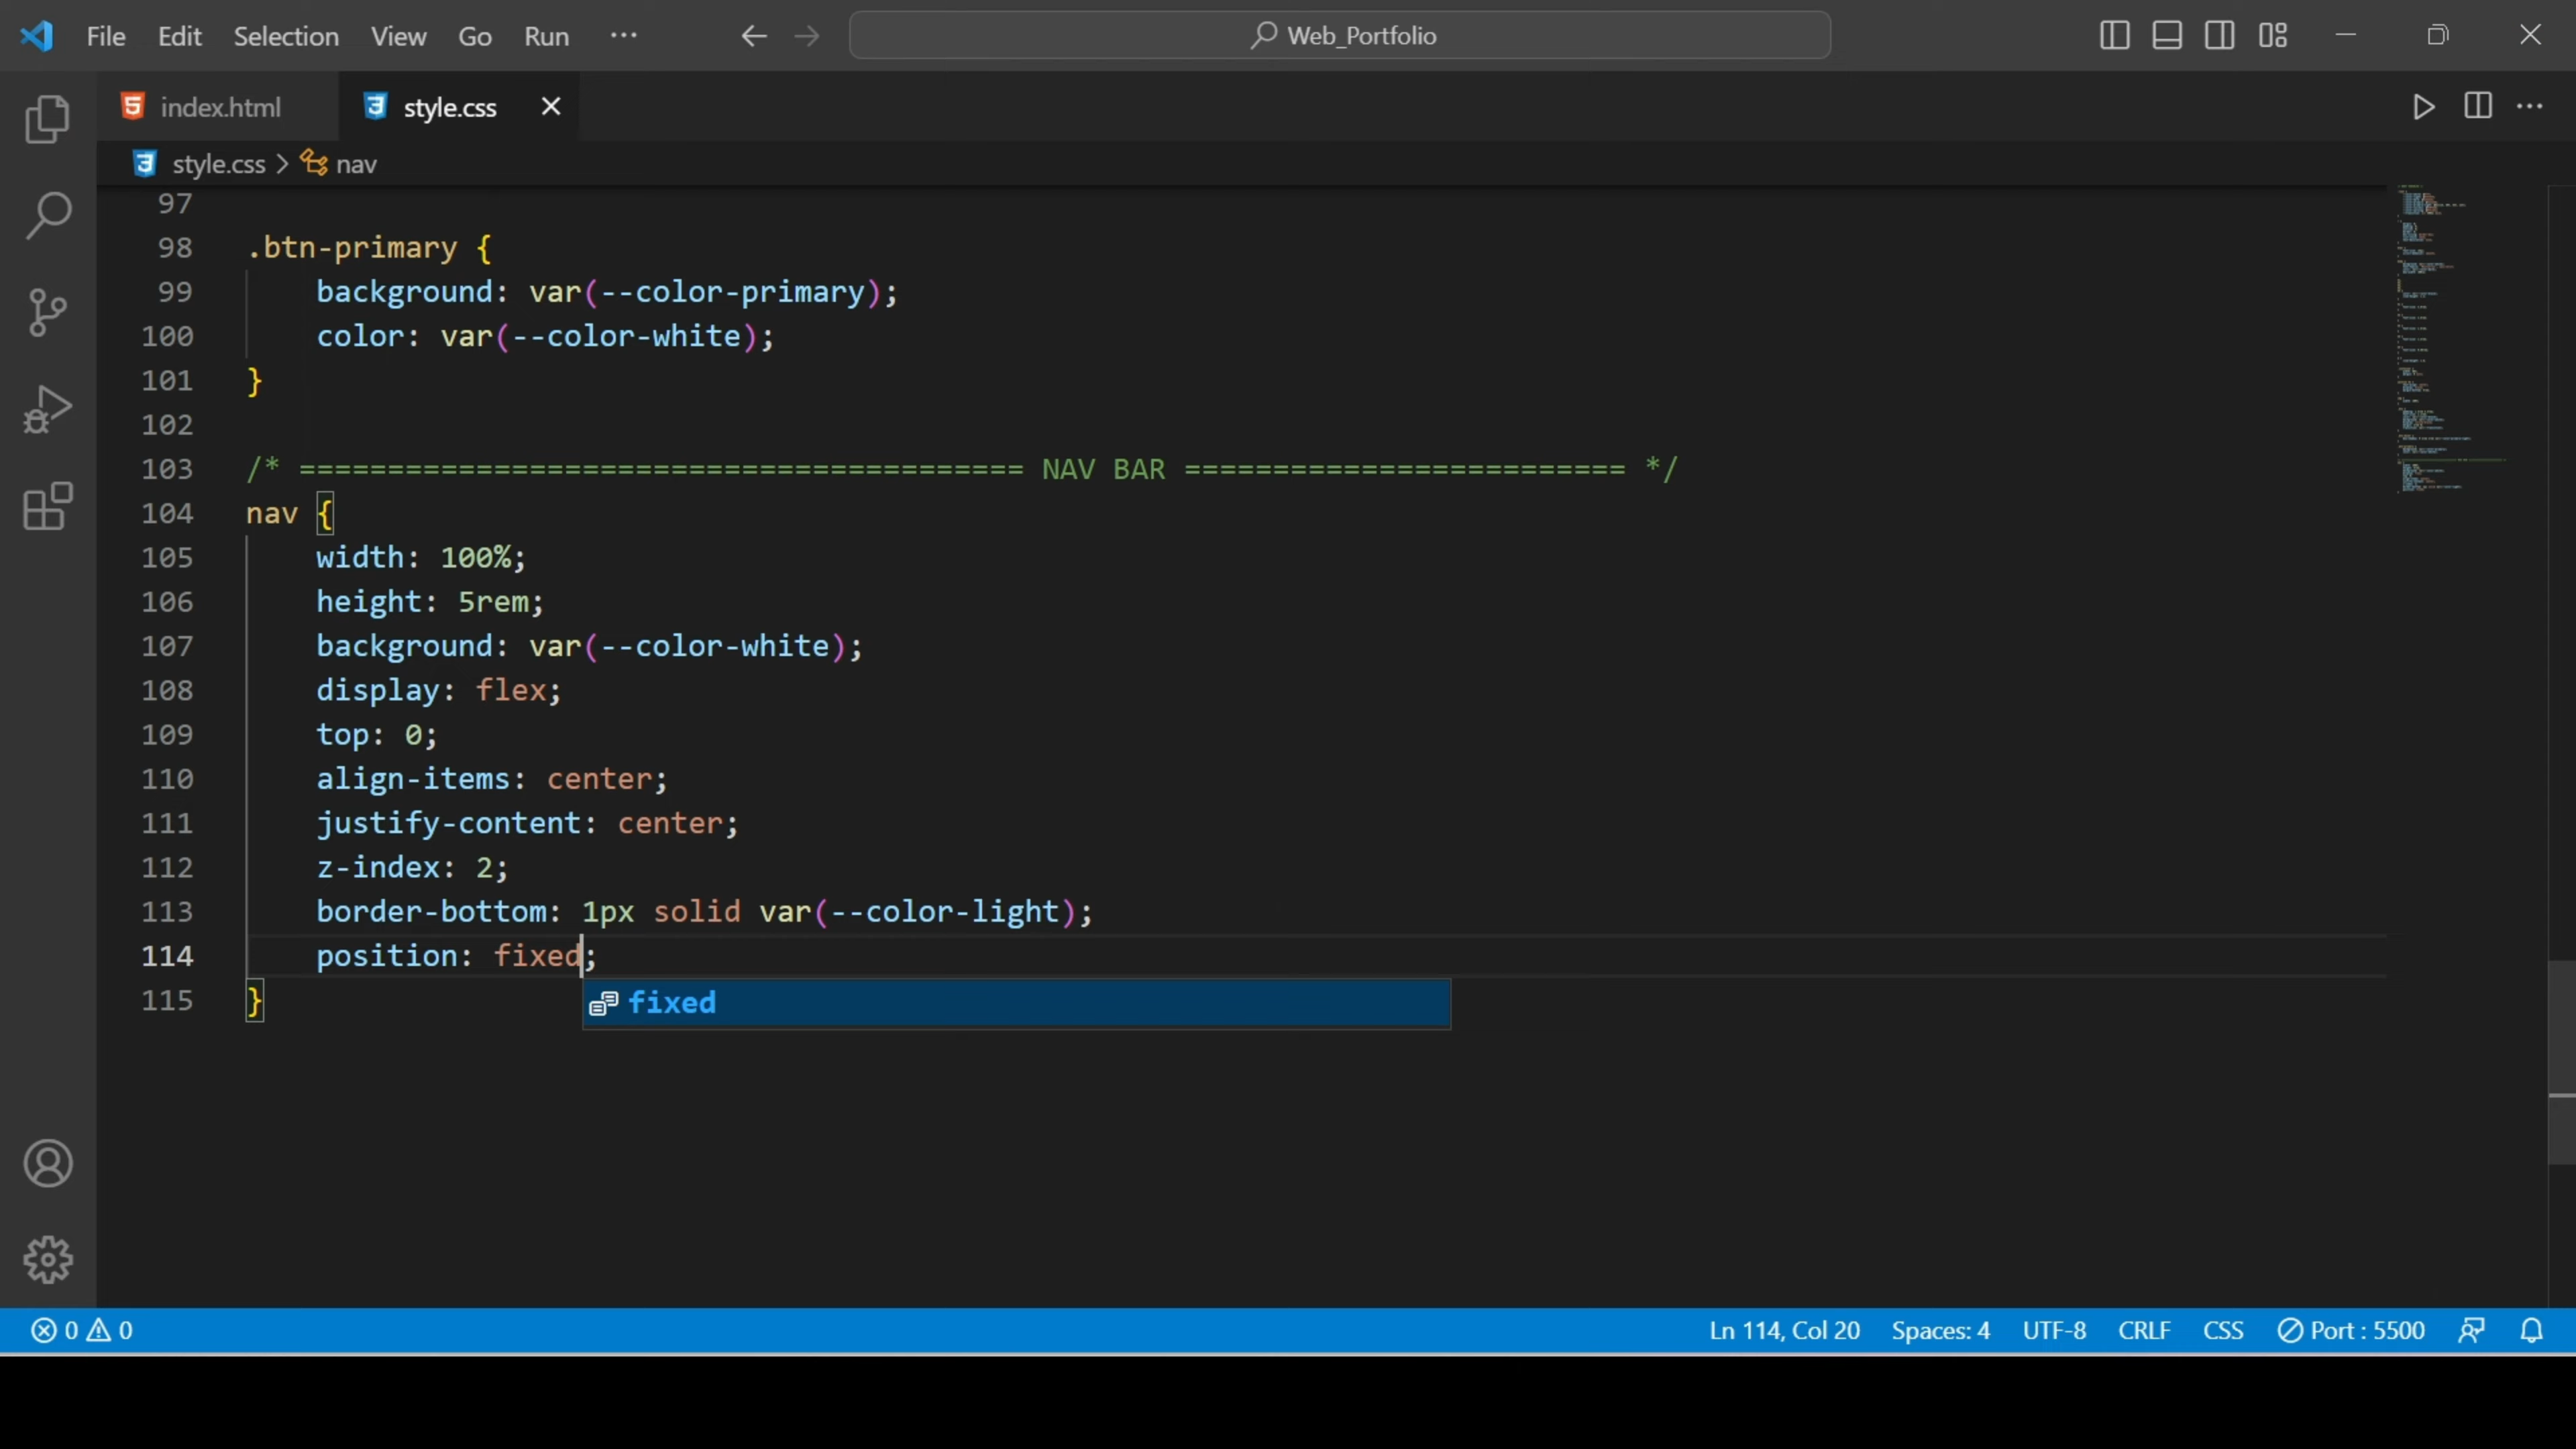 File Edit Selection View Go Run ··· Web_Portfolio
index.html style.css
style.css > nav
97
98 .btn-primary {
99 background: var(--color-primary);
100 color: var(--color-white);
101 }
102
103 /* ========================================= NAV BAR ========================= */
104 nav {
105 width: 100%;
106 height: 5rem;
107 background: var(--color-white);
108 display: flex;
109 top: 0;
110 align-items: center;
111 justify-content: center;
112 z-index: 2;
113 border-bottom: 1px solid var(--color-light);
114 position: fixed;
115 }
fixed
0 0 Ln 114, Col 20 Spaces: 4 UTF-8 CRLF CSS Port : 5500